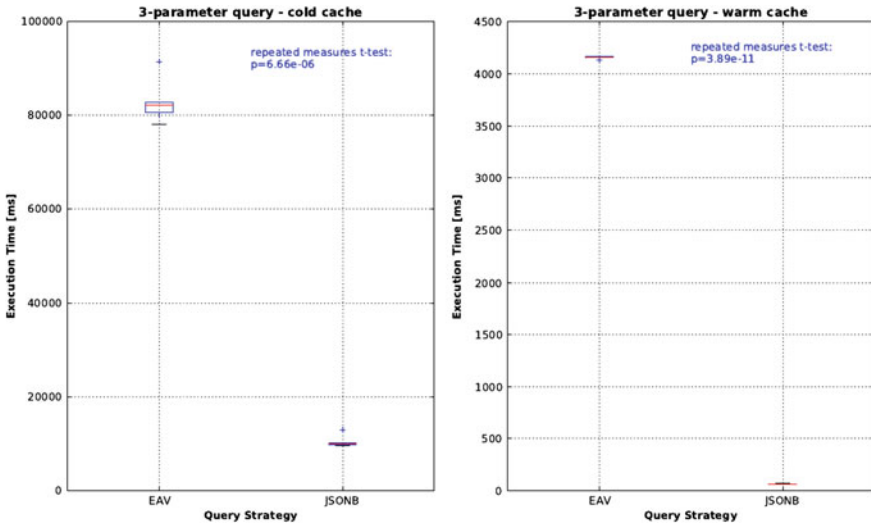 3-parameter query - cold cache
100000
80000
60000
40000
20000
0
Execution Time [ms]
repeated measures t-test:
p=6.66e-06
EAV
JSONB
Query Strategy
3-parameter query - warm cache
4500
4000
3500
3000
2500
2000
1500
1000
500
0
Execution Time [ms]
repeated measures t-test:
p=3.89e-11
EAV
JSONB
Query Strategy